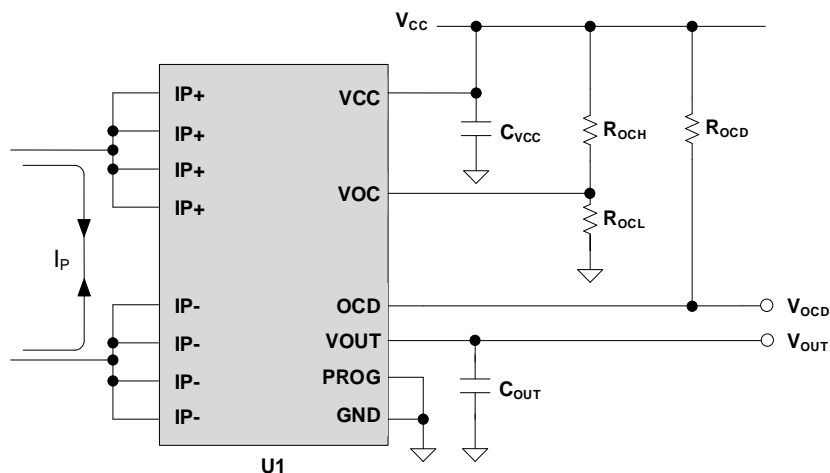 VCC
IP+
VCC
IP+
CVCC
ROCH
ROCD
IP+
IP+
VOC
ROCL
IP
IP-
OCD
VOCD
IP-
VOUT
VOUT
IP-
PROG
COUT
IP-
GND
U1